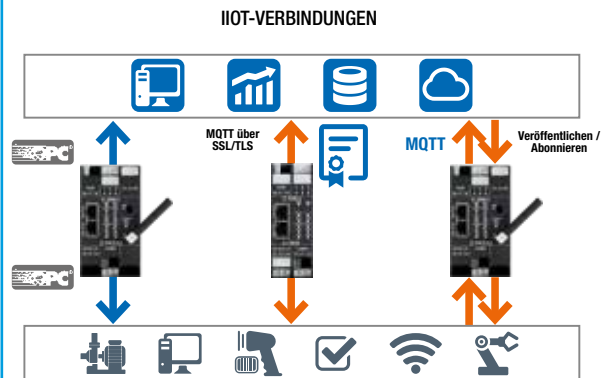 IIOT-VERBINDUNGEN
MQTT über
SSL/TLS
MQTT
Veröffentlichen /
Abonnieren